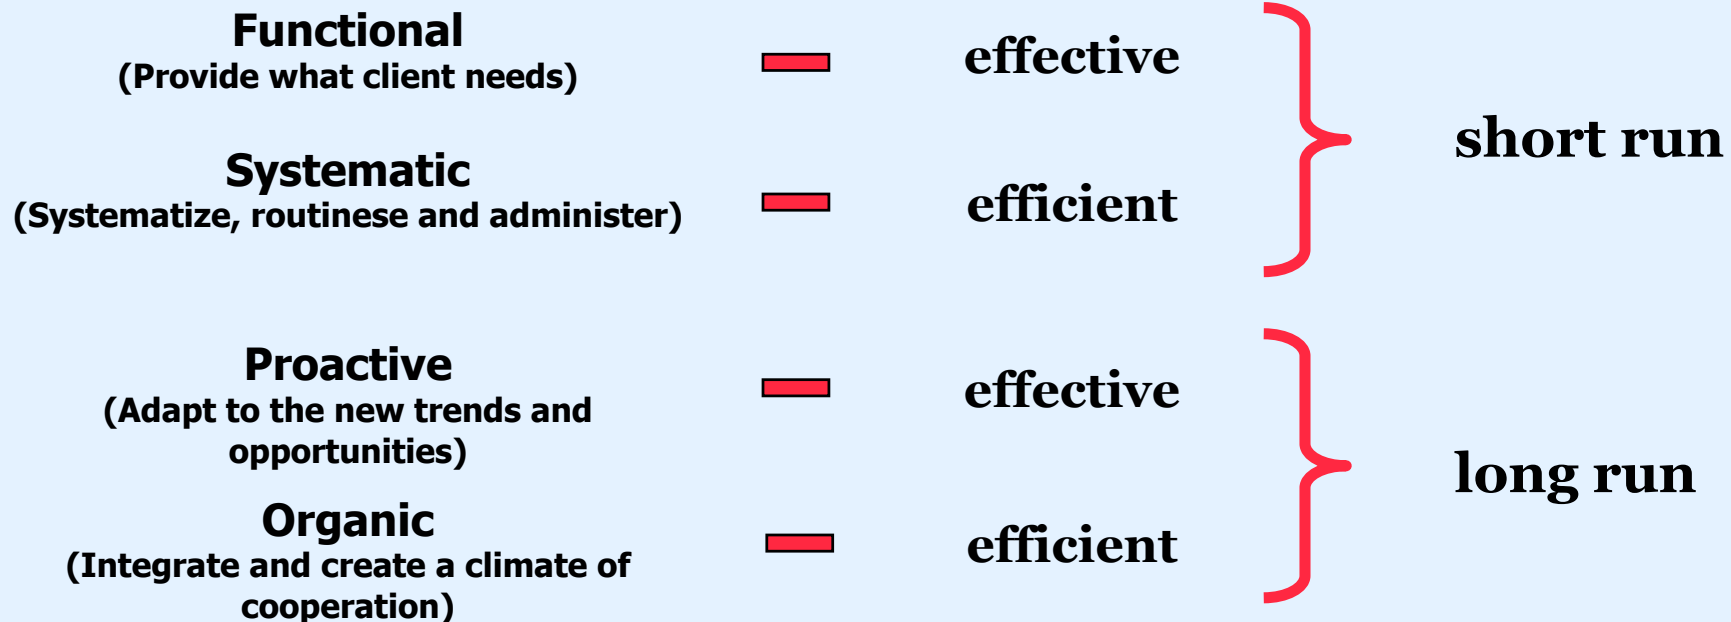 Functional
(Provide what client needs)
effective
Systematic
(Systematize, routinese and administer)
efficient
short run
Proactive
(Adapt to the new trends and
opportunities)
effective
Organic
(Integrate and create a climate of
cooperation)
efficient
long run